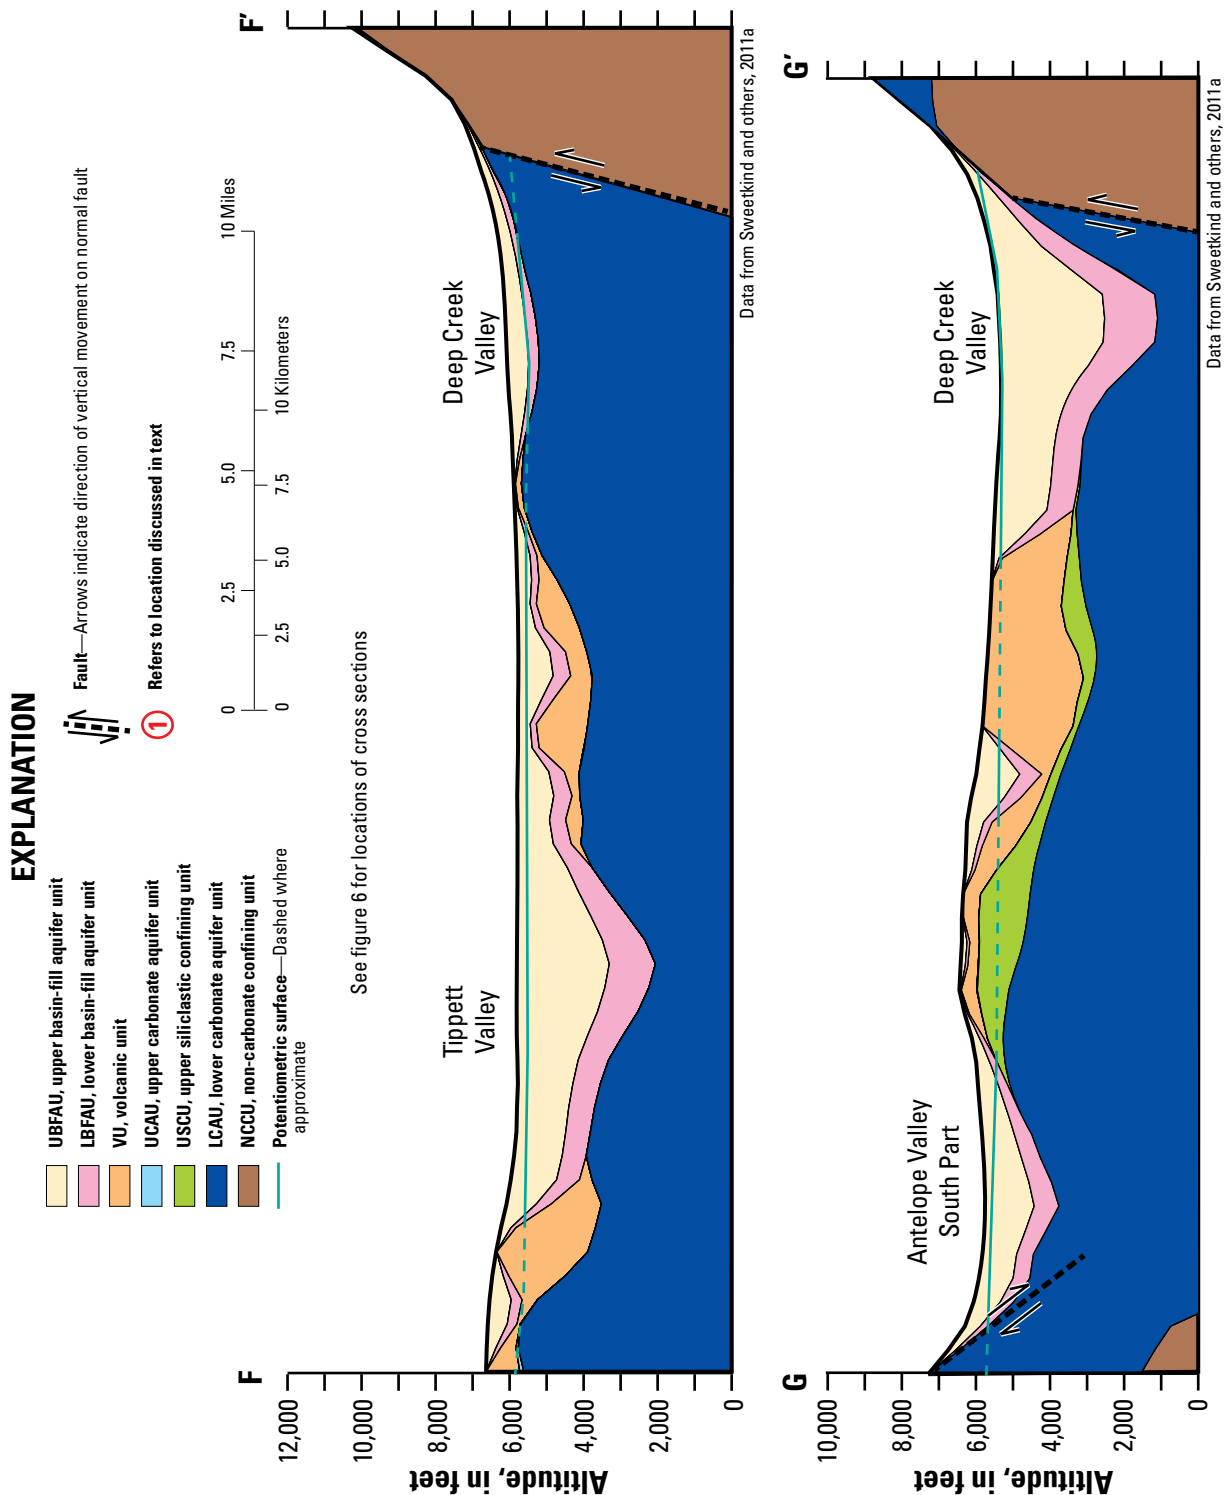 EXPLANATION
UBFAU, upper basin-fill aquifer unit
LBFAU, lower basin-fill aquifer unit
VU, volcanic unit
UCAU, upper carbonate aquifer unit
USCU, upper siliclastic confining unit
LCAU, lower carbonate aquifer unit
NCCU, non-carbonate confining unit
Potentiometric surface—Dashed where
approximate
Fault—Arrows indicate direction of vertical movement on normal fault
1 Refers to location discussed in text
0 2.5 5.0 7.5 10 Miles
0 2.5 5.0 7.5 10 Kilometers
See figure 6 for locations of cross sections
F
F'
12,000
10,000
8,000
6,000
4,000
2,000
0
Altitude, in feet
Tippett
Valley
Deep Creek
Valley
Data from Sweetkind and others, 2011a
G
G'
10,000
8,000
6,000
4,000
2,000
0
Altitude, in feet
Antelope Valley
South Part
Deep Creek
Valley
Data from Sweetkind and others, 2011a